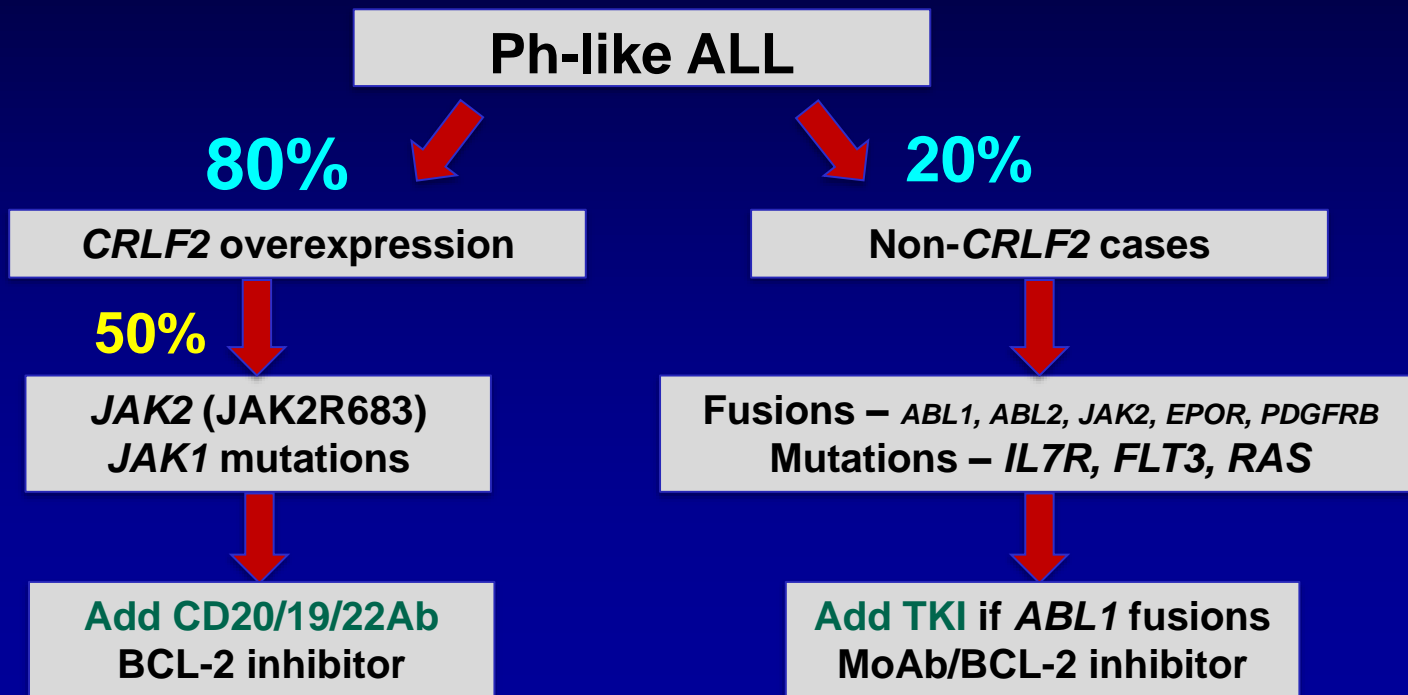 Ph-like ALL
80%
20%
CRLF2 overexpression
Non-CRLF2 cases
50%
JAK2 (JAK2R683)
JAK1 mutations
Fusions – ABL1, ABL2, JAK2, EPOR, PDGFRB
Mutations – IL7R, FLT3, RAS
Add CD20/19/22Ab
BCL-2 inhibitor
Add TKI if ABL1 fusions
MoAb/BCL-2 inhibitor